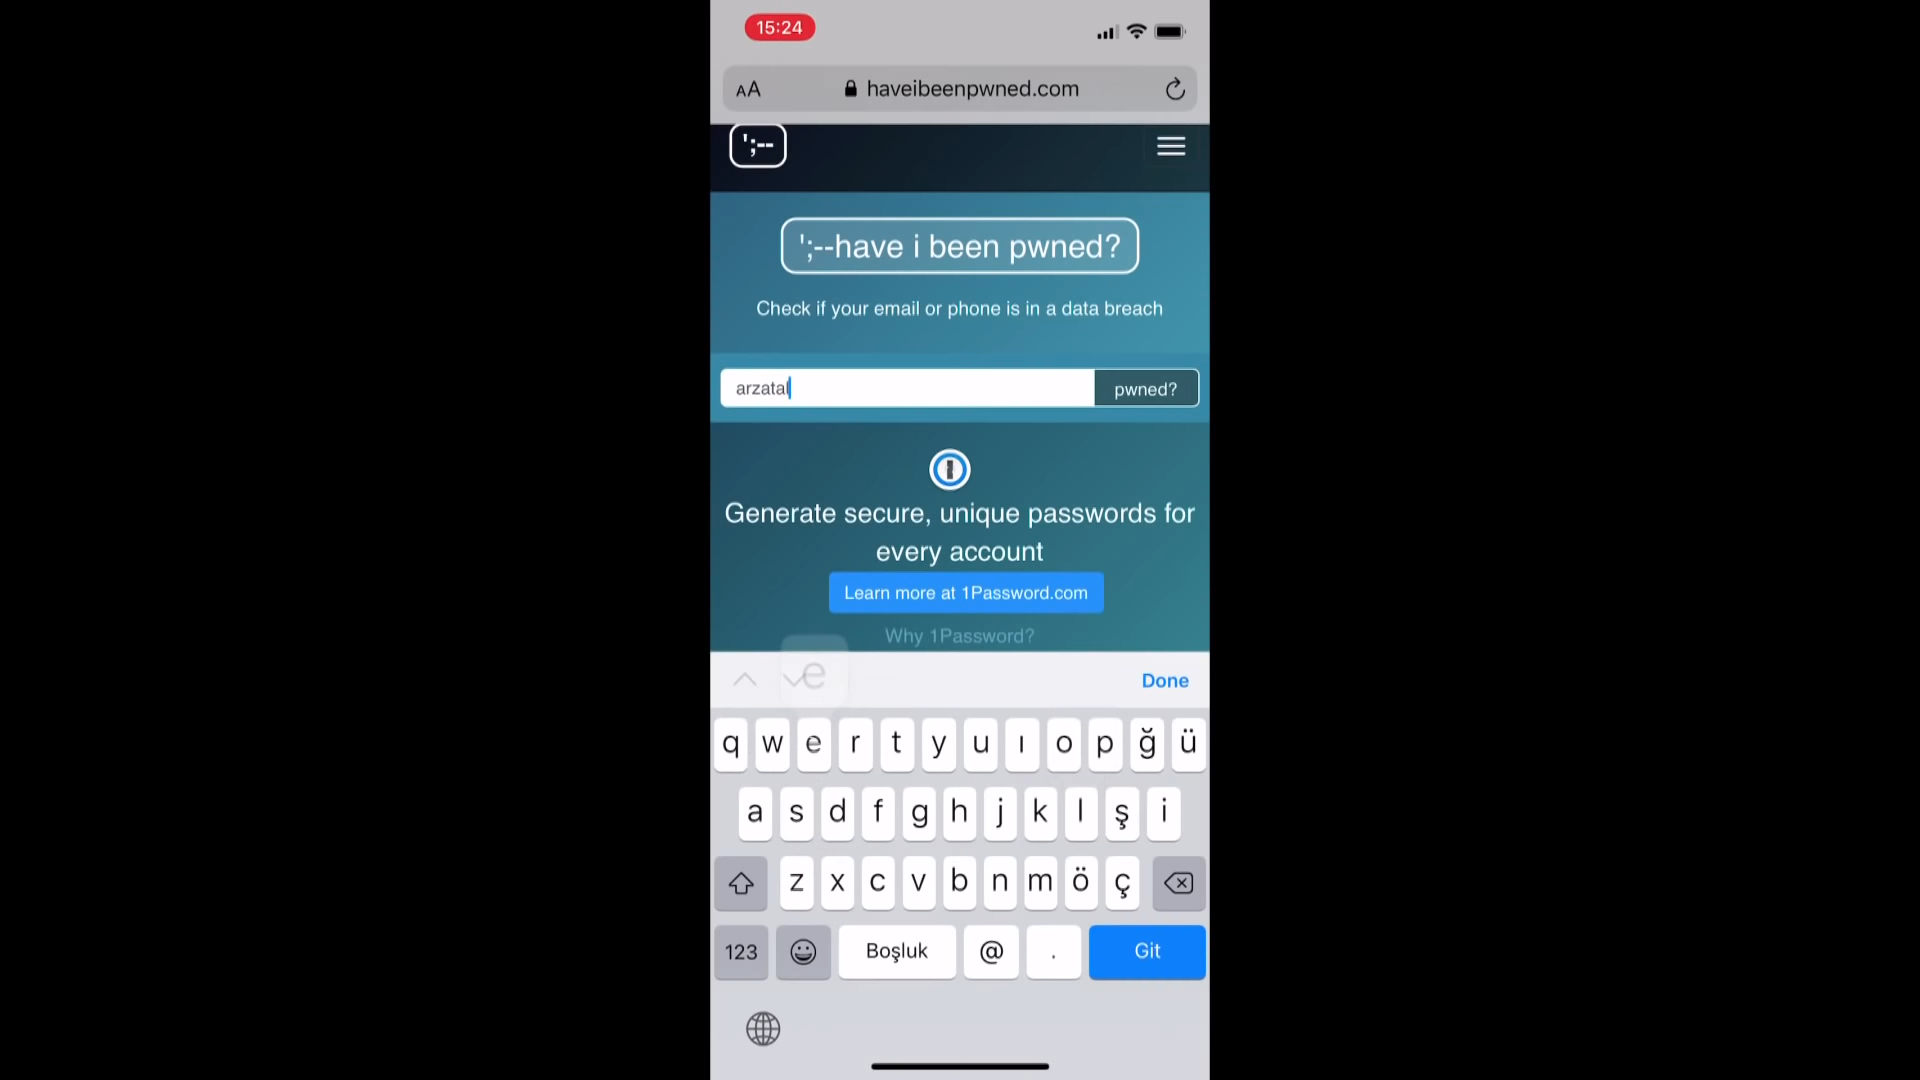 15:24
AA haveibeenpwned.com
';--
';--have i been pwned?
Check if your email or phone is in a data breach
arzatal pwned?
Generate secure, unique passwords for
every account
Learn more at 1Password.com
Why 1Password?
e Done
q w e r t y u ı o p ğ ü
a s d f g h j k l ş i
z x c v b n m ö ç
123 Boşluk @ . Git